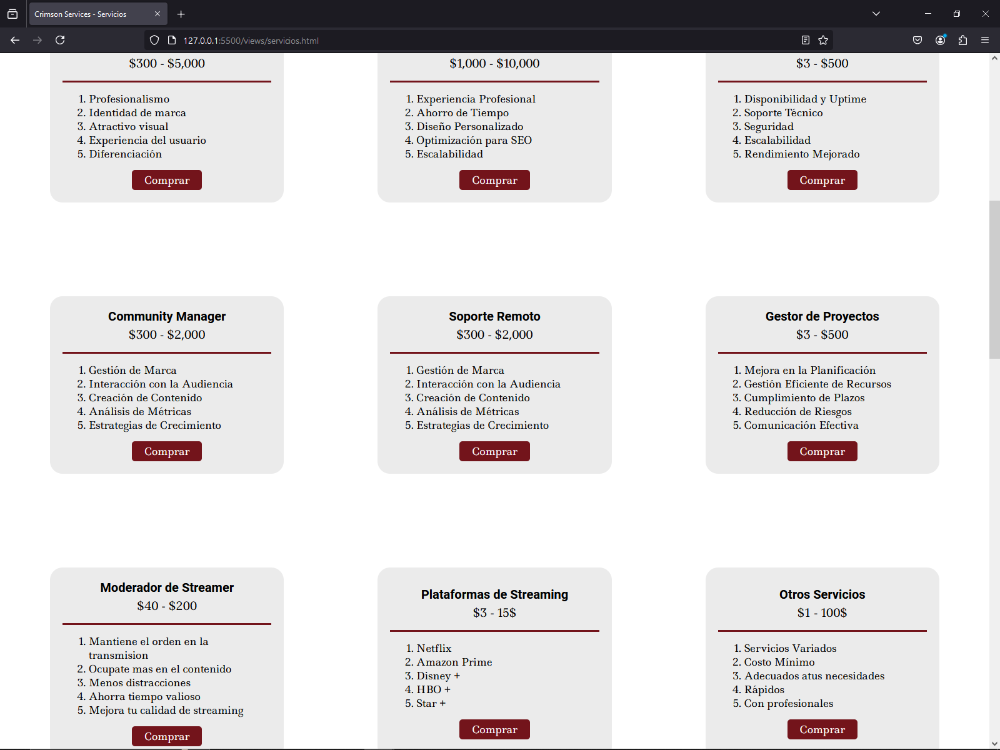 Crimson Services - Servicios
127.0.0.1:5500/views/servicios.html
$300 - $5,000
1. Profesionalismo
2. Identidad de marca
3. Atractivo visual
4. Experiencia del usuario
5. Diferenciación
Comprar
$1,000 - $10,000
1. Experiencia Profesional
2. Ahorro de Tiempo
3. Diseño Personalizado
4. Optimización para SEO
5. Escalabilidad
Comprar
$3 - $500
1. Disponibilidad y Uptime
2. Soporte Técnico
3. Seguridad
4. Escalabilidad
5. Rendimiento Mejorado
Comprar
Community Manager
$300 - $2,000
1. Gestión de Marca
2. Interacción con la Audiencia
3. Creación de Contenido
4. Análisis de Métricas
5. Estrategias de Crecimiento
Comprar
Soporte Remoto
$300 - $2,000
1. Gestión de Marca
2. Interacción con la Audiencia
3. Creación de Contenido
4. Análisis de Métricas
5. Estrategias de Crecimiento
Comprar
Gestor de Proyectos
$3 - $500
1. Mejora en la Planificación
2. Gestión Eficiente de Recursos
3. Cumplimiento de Plazos
4. Reducción de Riesgos
5. Comunicación Efectiva
Comprar
Moderador de Streamer
$40 - $200
1. Mantiene el orden en la
transmision
2. Ocupate mas en el contenido
3. Menos distracciones
4. Ahorra tiempo valioso
5. Mejora tu calidad de streaming
Comprar
Plataformas de Streaming
$3 - 15$
1. Netflix
2. Amazon Prime
3. Disney +
4. HBO +
5. Star +
Comprar
Otros Servicios
$1 - 100$
1. Servicios Variados
2. Costo Mínimo
3. Adecuados atus necesidades
4. Rápidos
5. Con profesionales
Comprar